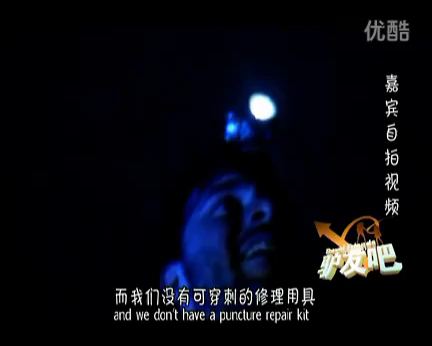 优酷
嘉宾自拍视频
驴友吧
而我们没有可穿刺的修理用具
and we don't have a puncture repair kit